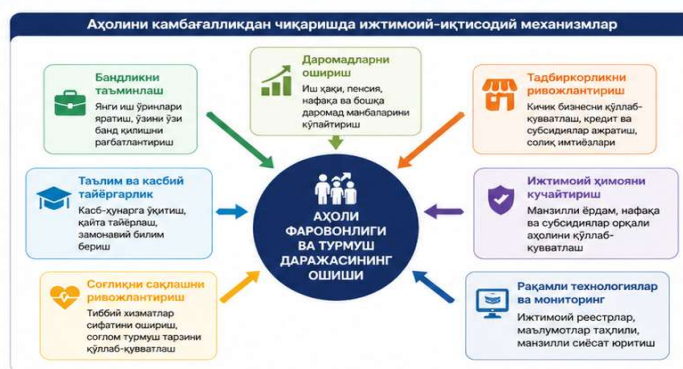 Аҳолини камбағалликдан чиқаришда ижтимоий-иқтисодий механизмлар
Бандликни
таъминлаш
Янги иш ўринлари
яратиш, ўзини ўзи
банд қилишни
рағбатлантириш
Даромадларни
ошириш
Иш ҳақи, пенсия,
нафақа ва бошқа
даромад манбаларини
кўпайтириш
Тадбиркорликни
ривожлантириш
Кичик бизнесни қўллаб-
қувватлаш, кредит ва
субсидиялар ажратиш,
солиқ имтиёзлари
Таълим ва касбий
тайёргарлик
Касб-ҳунарга ўқитиш,
қайта тайёрлаш,
замонавий билим
бериш
АҲОЛИ
ФАРОВОНЛИГИ
ВА ТУРМУШ
ДАРАЖАСИНИНГ
ОШИШИ
Ижтимоий ҳимояни
кучайтириш
Манзилли ёрдам, нафақа
ва субсидиялар орқали
аҳолини қўллаб-
қувватлаш
Соғлиқни сақлашни
ривожлантириш
Тиббий хизматлар
сифатини ошириш,
соғлом турмуш тарзини
қўллаб-қувватлаш
Рақамли технологиялар
ва мониторинг
Ижтимоий реестрлар,
маълумотлар таҳлили,
манзилли сиёсат юритиш